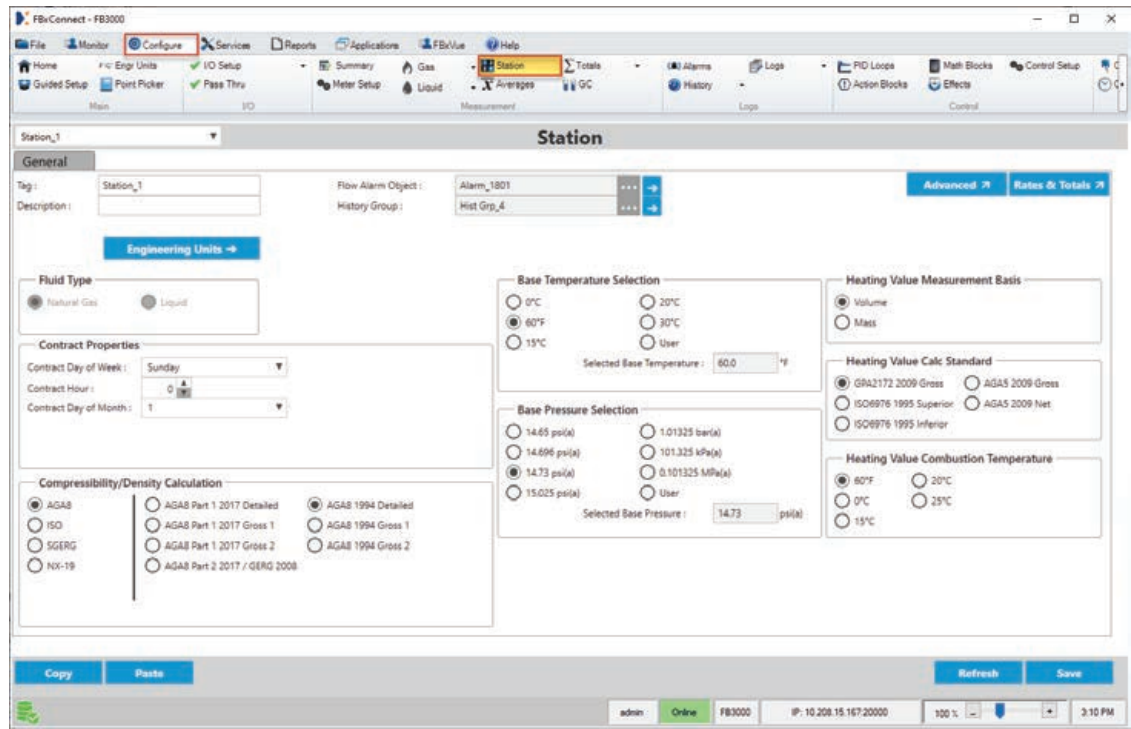 FBxConnect - FB3000
File Monitor Configure Services Reports Applications FBxVue Help
Home Engr Units I/O Setup Summary Gas Station Totals Alarms Logs PID Loops Math Blocks Control Setup
Guided Setup Point Picker Pass Thru Meter Setup Liquid Averages GC History Action Blocks Effects
Main I/O Measurement Logs Control
Station_1 Station
General
Tag : Station_1 Flow Alarm Object : Alarm_1801 Advanced Rates & Totals
Description : History Group : Hist Grp_4
Engineering Units
Fluid Type
Natural Gas Liquid
Contract Properties
Contract Day of Week : Sunday
Contract Hour : 0
Contract Day of Month : 1
Compressibility/Density Calculation
AGA8 AGA8 Part 1 2017 Detailed AGA8 1994 Detailed
ISO AGA8 Part 1 2017 Gross 1 AGA8 1994 Gross 1
SGERG AGA8 Part 1 2017 Gross 2 AGA8 1994 Gross 2
NX-19 AGA8 Part 2 2017 / GERG 2008
Base Temperature Selection
0°C 20°C
60°F 30°C
15°C User
Selected Base Temperature : 60.0 °F
Base Pressure Selection
14.65 psi(a) 1.01325 bar(a)
14.696 psi(a) 101.325 kPa(a)
14.73 psi(a) 0.101325 MPa(a)
15.025 psi(a) User
Selected Base Pressure : 14.73 psi(a)
Heating Value Measurement Basis
Volume
Mass
Heating Value Calc Standard
GPA2172 2009 Gross AGA5 2009 Gross
ISO6976 1995 Superior AGA5 2009 Net
ISO6976 1995 Inferior
Heating Value Combustion Temperature
60°F 20°C
0°C 25°C
15°C
Copy Paste Refresh Save
admin Online FB3000 IP: 10.208.15.167:20000 100 % - + 3:10 PM